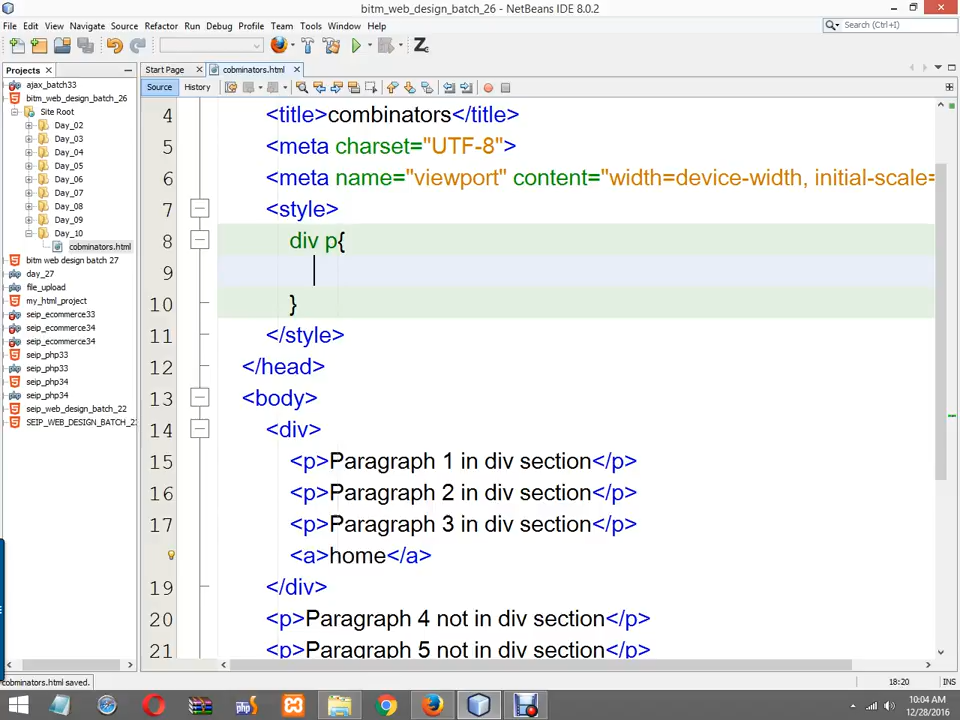 bitm_web_design_batch_26 - NetBeans IDE 8.0.2
File Edit View Navigate Source Refactor Run Debug Profile Team Tools Window Help
Search (Ctrl+I)
Projects
Start Page
cobminators.html
Source History
ajax_batch33
bitm_web_design_batch_26
Site Root
Day_02
Day_03
Day_04
Day_05
Day_06
Day_07
Day_08
Day_09
Day_10
cobminators.html
bitm web design batch 27
day_27
file_upload
my_html_project
seip_ecommerce33
seip_ecommerce34
seip_ecommerce34
seip_php33
seip_php33
seip_php34
seip_php34
seip_web_design_batch_22
SEIP_WEB_DESIGN_BATCH_2
4 <title>combinators</title>
5 <meta charset="UTF-8">
6 <meta name="viewport" content="width=device-width, initial-scale=
7 <style>
8 div p{
9
10 }
11 </style>
12 </head>
13 <body>
14 <div>
15 <p>Paragraph 1 in div section</p>
16 <p>Paragraph 2 in div section</p>
17 <p>Paragraph 3 in div section</p>
<a>home</a>
19 </div>
20 <p>Paragraph 4 not in div section</p>
21 <p>Paragraph 5 not in div section</p>
cobminators.html saved.
18:20 INS
10:04 AM
12/28/2016